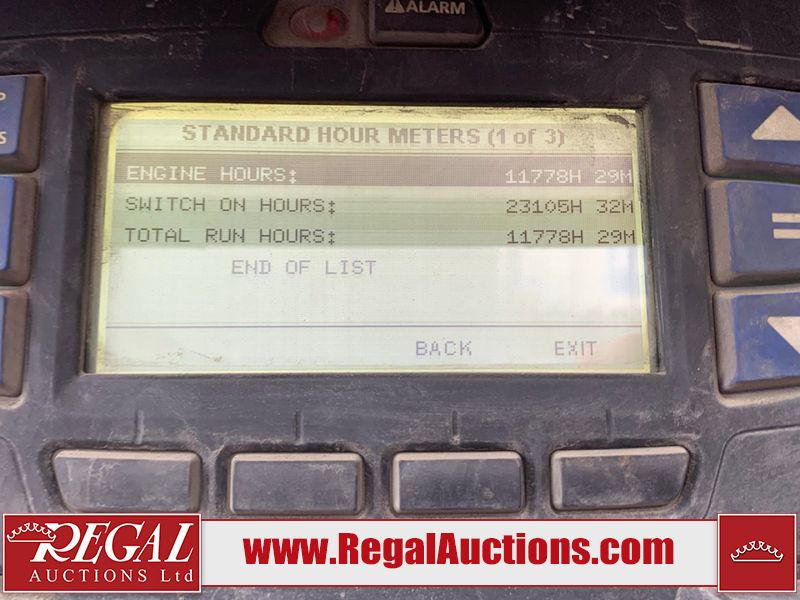 ALARM
STANDARD HOUR METERS (1 of 3)
ENGINE HOURS: 11778H 29M
SWITCH ON HOURS: 23105H 32M
TOTAL RUN HOURS: 11778H 29M
END OF LIST
BACK EXIT
REGAL
AUCTIONS Ltd
www.RegalAuctions.com